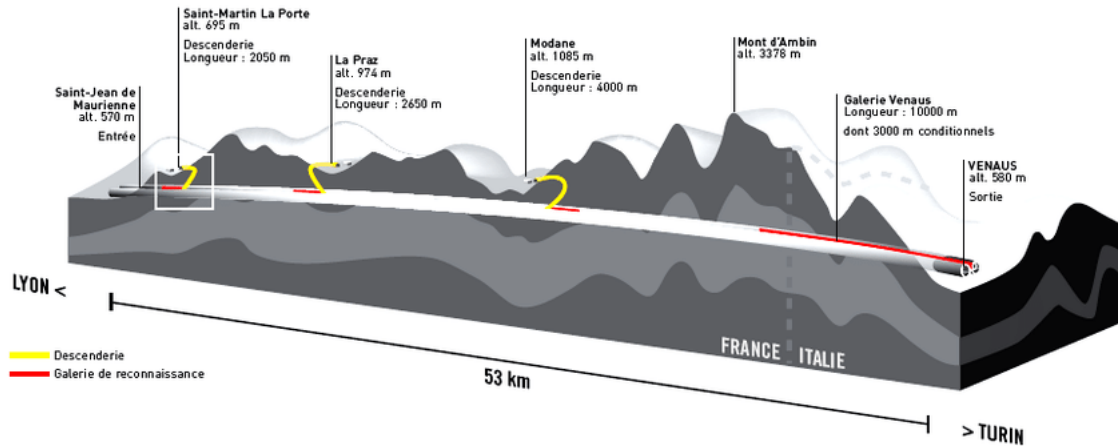 Saint-Martin La Porte
alt. 695 m
Descenderie
Longueur : 2050 m
La Praz
alt. 974 m
Descenderie
Longueur : 2650 m
Modane
alt. 1085 m
Descenderie
Longueur : 4000 m
Mont d'Ambin
alt. 3378 m
Saint-Jean de
Maurienne
alt. 570 m
Entrée
Galerie Venaus
Longueur : 10000 m
dont 3000 m conditionnels
VENAUS
alt. 580 m
Sortie
LYON <
FRANCE
ITALIE
Descenderie
Galerie de reconnaissance
53 km
> TURIN